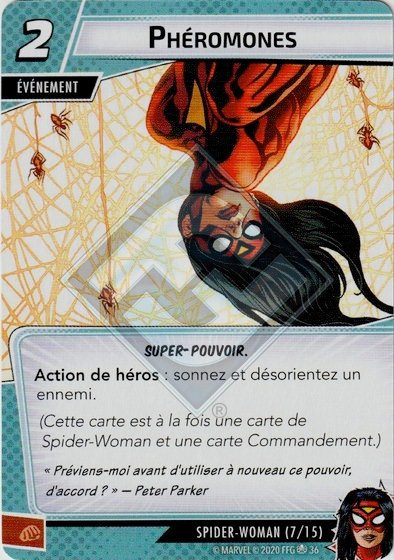 2
PHÉROMONES
ÉVÉNEMENT
SUPER-POUVOIR.
Action de héros : sonnez et désorientez un
ennemi.
(Cette carte est à la fois une carte de
Spider-Woman et une carte Commandement.)
« Préviens-moi avant d'utiliser à nouveau ce pouvoir,
d'accord ? » — Peter Parker
SPIDER-WOMAN (7/15)
© MARVEL © 2020 FFG 36